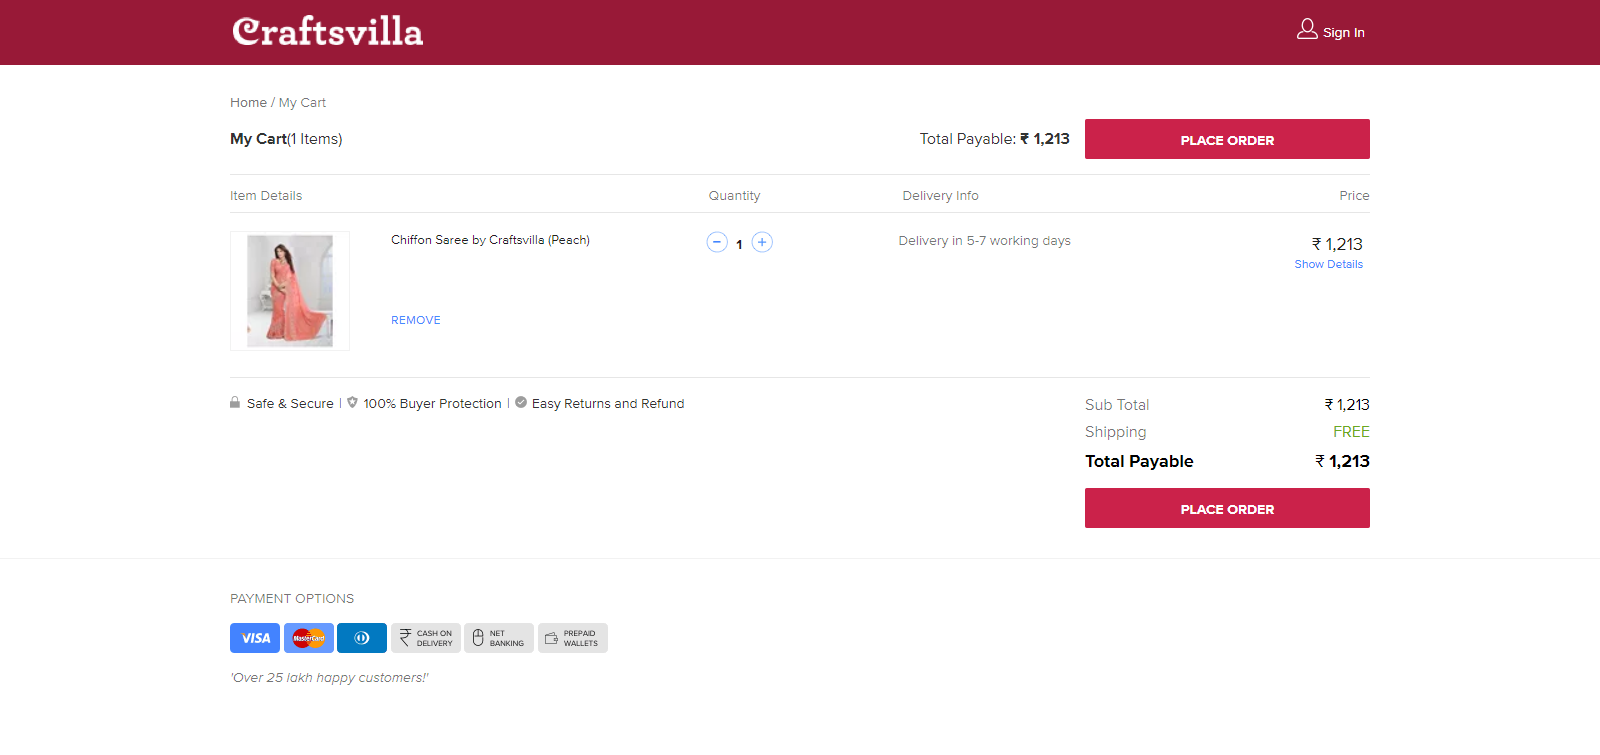 Craftsvilla
Sign In
Home / My Cart
My Cart(1 Items)
Total Payable: ₹ 1,213
PLACE ORDER
Item Details
Quantity
Delivery Info
Price
Chiffon Saree by Craftsvilla (Peach)
− 1 +
Delivery in 5-7 working days
₹ 1,213
Show Details
REMOVE
Safe & Secure | 100% Buyer Protection | Easy Returns and Refund
Sub Total ₹ 1,213
Shipping FREE
Total Payable ₹ 1,213
PLACE ORDER
PAYMENT OPTIONS
VISA
MasterCard
CASH ON
DELIVERY
NET
BANKING
PREPAID
WALLETS
'Over 25 lakh happy customers!'